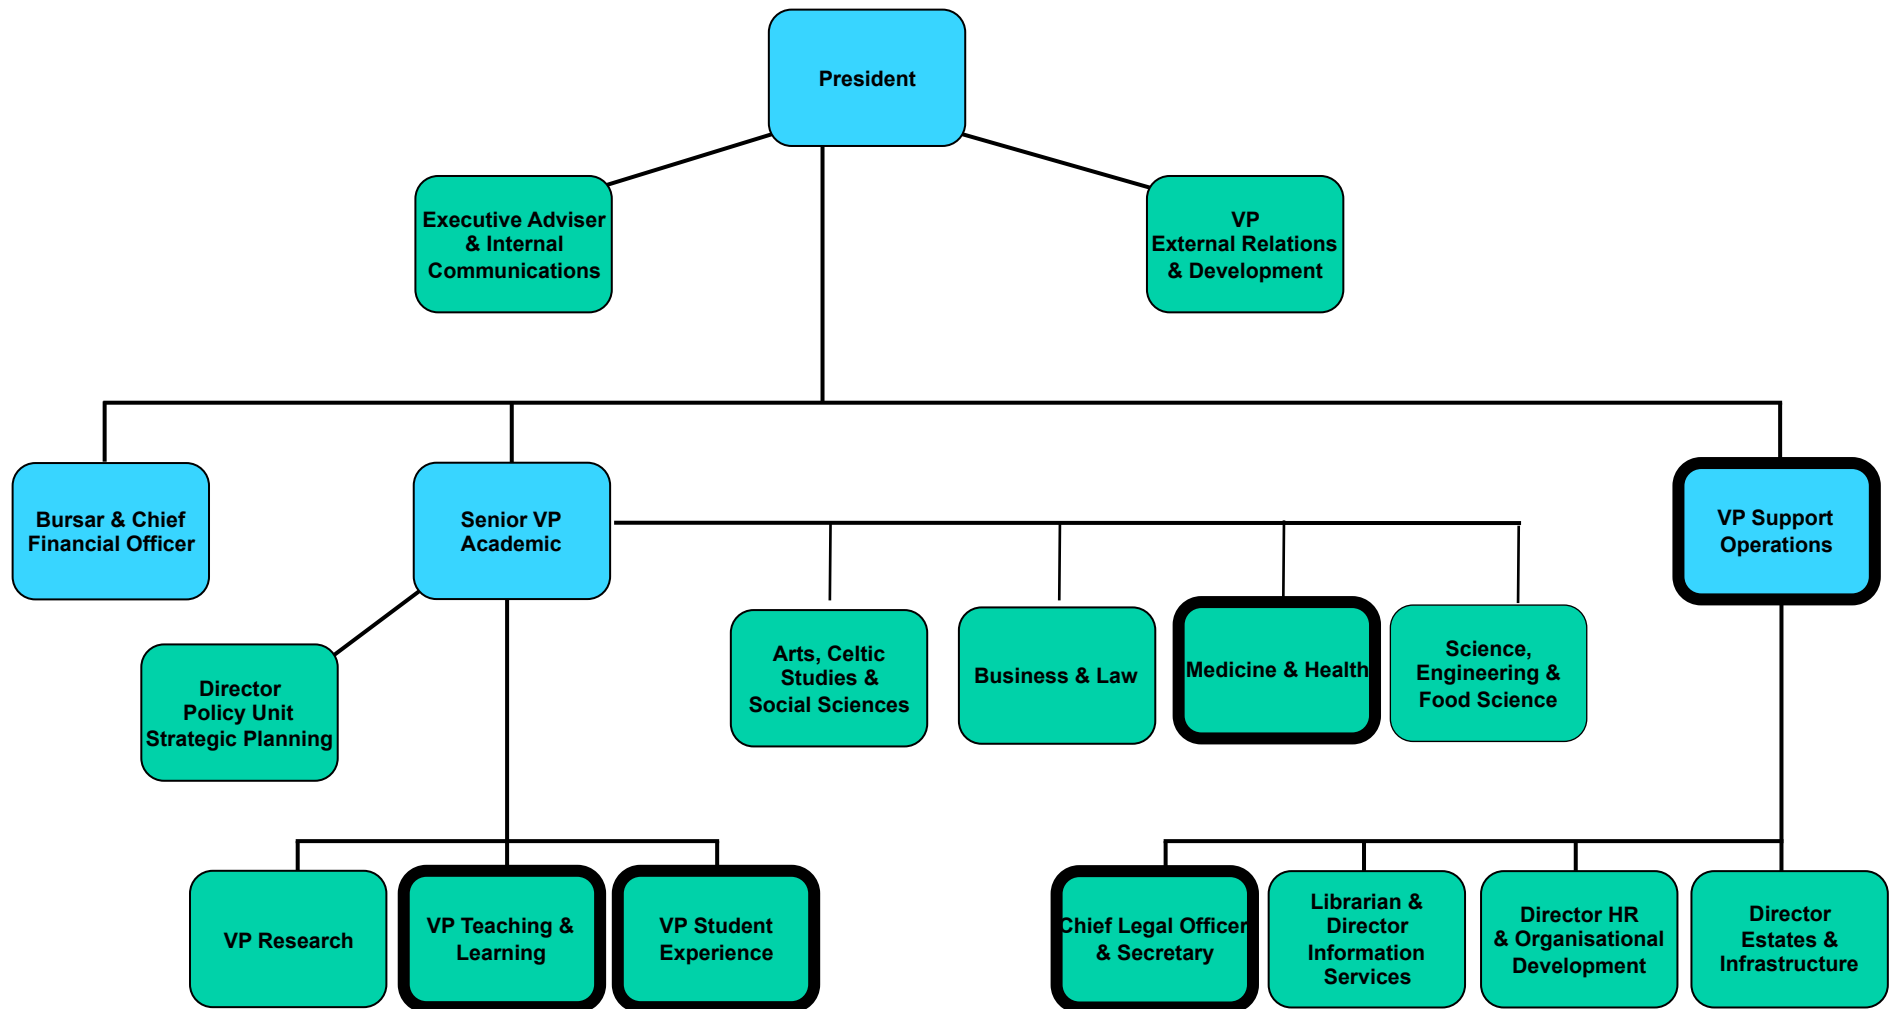 President
Executive Adviser
& Internal
Communications
VP
External Relations
& Development
Bursar & Chief
Financial Officer
Senior VP
Academic
VP Support
Operations
Director
Policy Unit
Strategic Planning
Arts, Celtic
Studies &
Social Sciences
Business & Law
Medicine & Health
Science,
Engineering &
Food Science
VP Research
VP Teaching &
Learning
VP Student
Experience
Chief Legal Officer
& Secretary
Librarian &
Director
Information
Services
Director HR
& Organisational
Development
Director
Estates &
Infrastructure